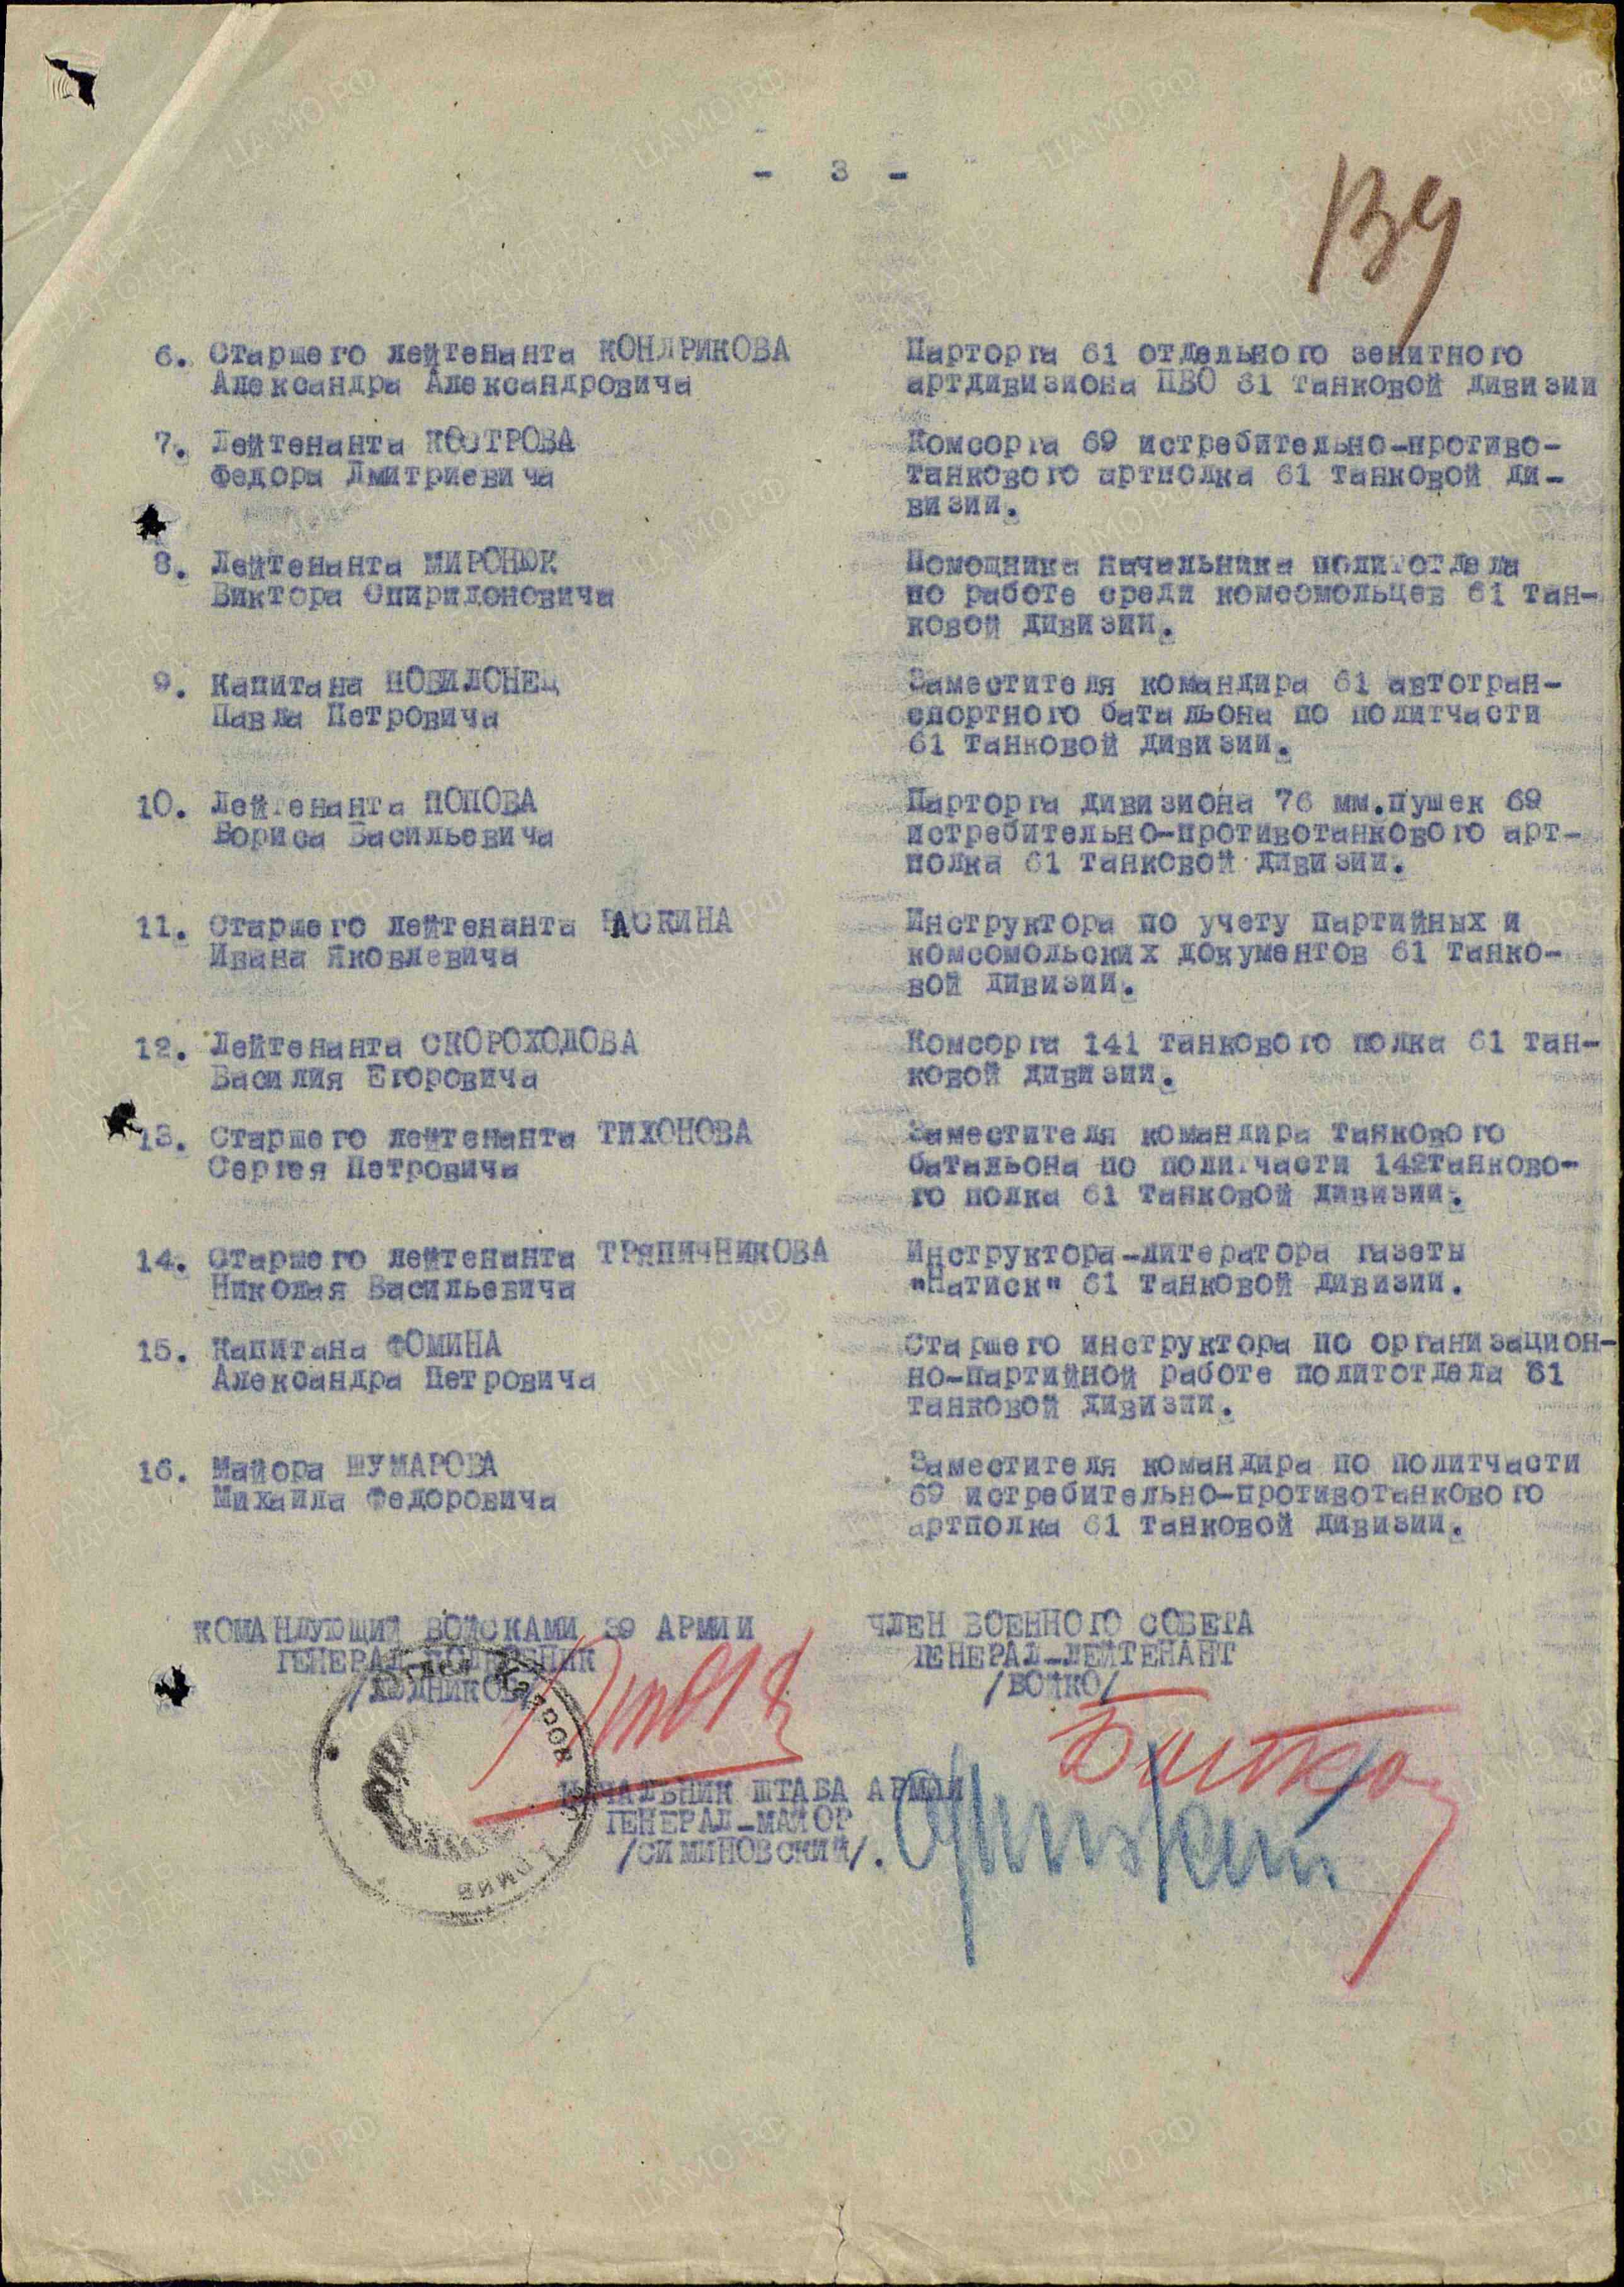 - 3 -
139
6. Старшего лейтенанта КОНДРИКОВА
Александра Александровича
Парторга 61 отдельного зенитного
артдивизиона ПВО 61 танковой дивизии
7. Лейтенанта КОСТРОВА
Федора Дмитриевича
Комсорга 69 истребительно-противо-
танкового артполка 61 танковой ди-
визии.
8. Лейтенанта МИРОНЮК
Виктора Спиридоновича
Помощника начальника политотдела
по работе среди комсомольцев 61 тан-
ковой дивизии.
9. Капитана ПОВИДОНЕЦ
Павла Петровича
Заместителя командира 61 автотран-
спортного батальона по политчасти
61 танковой дивизии.
10. Лейтенанта ПОПОВА
Бориса Васильевича
Парторга дивизиона 76 мм.пушек 69
истребительно-противотанкового арт-
полка 61 танковой дивизии.
11. Старшего лейтенанта
Ивана Яковлевича
Инструктора по учету партийных и
комсомольских документов 61 танко-
вой дивизии.
12. Лейтенанта СКОРОХОДОВА
Василия Егоровича
Комсорга 141 танкового полка 61 тан-
ковой дивизии.
13. Старшего лейтенанта ТИХОНОВА
Сергея Петровича
Заместителя командира танкового
батальона по политчасти 142танково-
го полка 61 танковой дивизии.
14. Старшего лейтенанта ТРяПИЧНИКОВА
Николая Васильевича
Инструктора-литератора газеты
"Натиск" 61 танковой дивизии.
15. Капитана ФОМИНА
Александра Петровича
Старшего инструктора по организацион-
но-партийной работе политотдела 61
танковой дивизии.
16. Майора ШУМАРОВА
Михаила Федоровича
Заместителя командира по политчасти
69 истребительно-противотанкового
артполка 61 танковой дивизии.
КОМАНДУЮЩИЙ ВОЙСКАМИ 39 АРМИИ
ГЕНЕРАЛ-ПОЛКОВНИК
/ЛЮДНИКОВ/
ЧЛЕН ВОЕННОГО СОВЕТА
ГЕНЕРАЛ-ЛЕЙТЕНАНТ
/БОЙКО/
Бойко
НАЧАЛЬНИК ШТАБА АРМИИ
ГЕНЕРАЛ-МАЙОР
/СИМИНОВСКИЙ/.